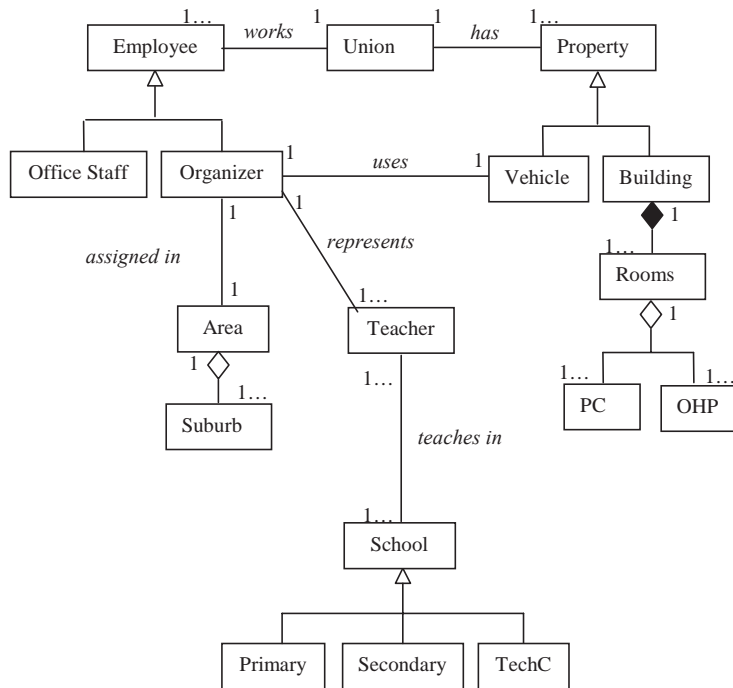 1… 1 1 1…
Employee works Union has Property
Office Staff Organizer 1 uses 1 Vehicle Building
1 1 1
represents
assigned in 1…
Rooms
1 1… 1
Area Teacher
1 1… 1… 1… 1…
PC OHP
Suburb
teaches in
1…
School
Primary Secondary TechC